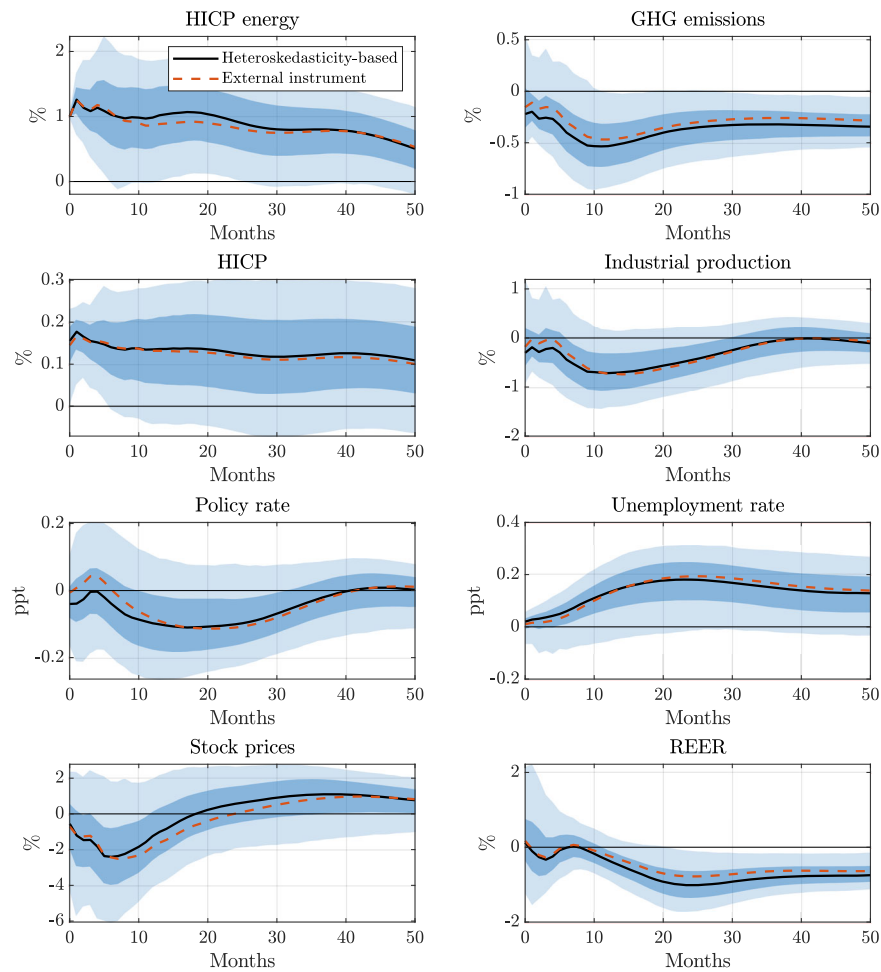 HICP energy
2
1
0
%
Heteroskedasticity-based
External instrument
0 10 20 30 40 50
Months
GHG emissions
0
-0.5
-1
%
0 10 20 30 40 50
Months
HICP
0.3
0.2
0.1
0
%
0 10 20 30 40 50
Months
Industrial production
1
0
-1
-2
%
0 10 20 30 40 50
Months
Policy rate
0.2
0
-0.2
ppt
0 10 20 30 40 50
Months
Unemployment rate
0.4
0.2
0
-0.2
ppt
0 10 20 30 40 50
Months
Stock prices
2
0
-2
-4
-6
%
0 10 20 30 40 50
Months
REER
2
0
-2
%
0 10 20 30 40 50
Months